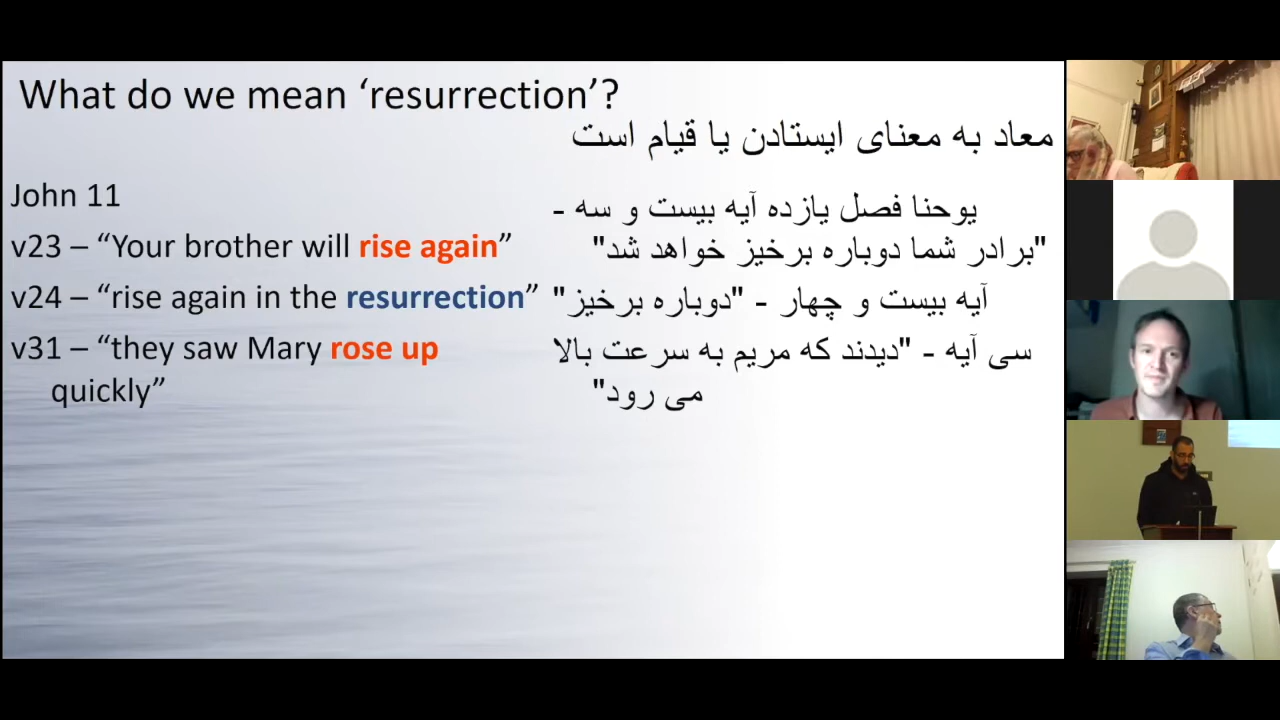 What do we mean ‘resurrection’?
معاد به معنای ایستادن یا قیام است
John 11
v23 – “Your brother will rise again”
v24 – “rise again in the resurrection”
v31 – “they saw Mary rose up
quickly”
یوحنا فصل یازده آیه بیست و سه -
"برادر شما دوباره برخیز خواهد شد"
آیه بیست و چهار - "دوباره برخیز"
سی آیه - "دیدند که مریم به سرعت بالا
می رود"